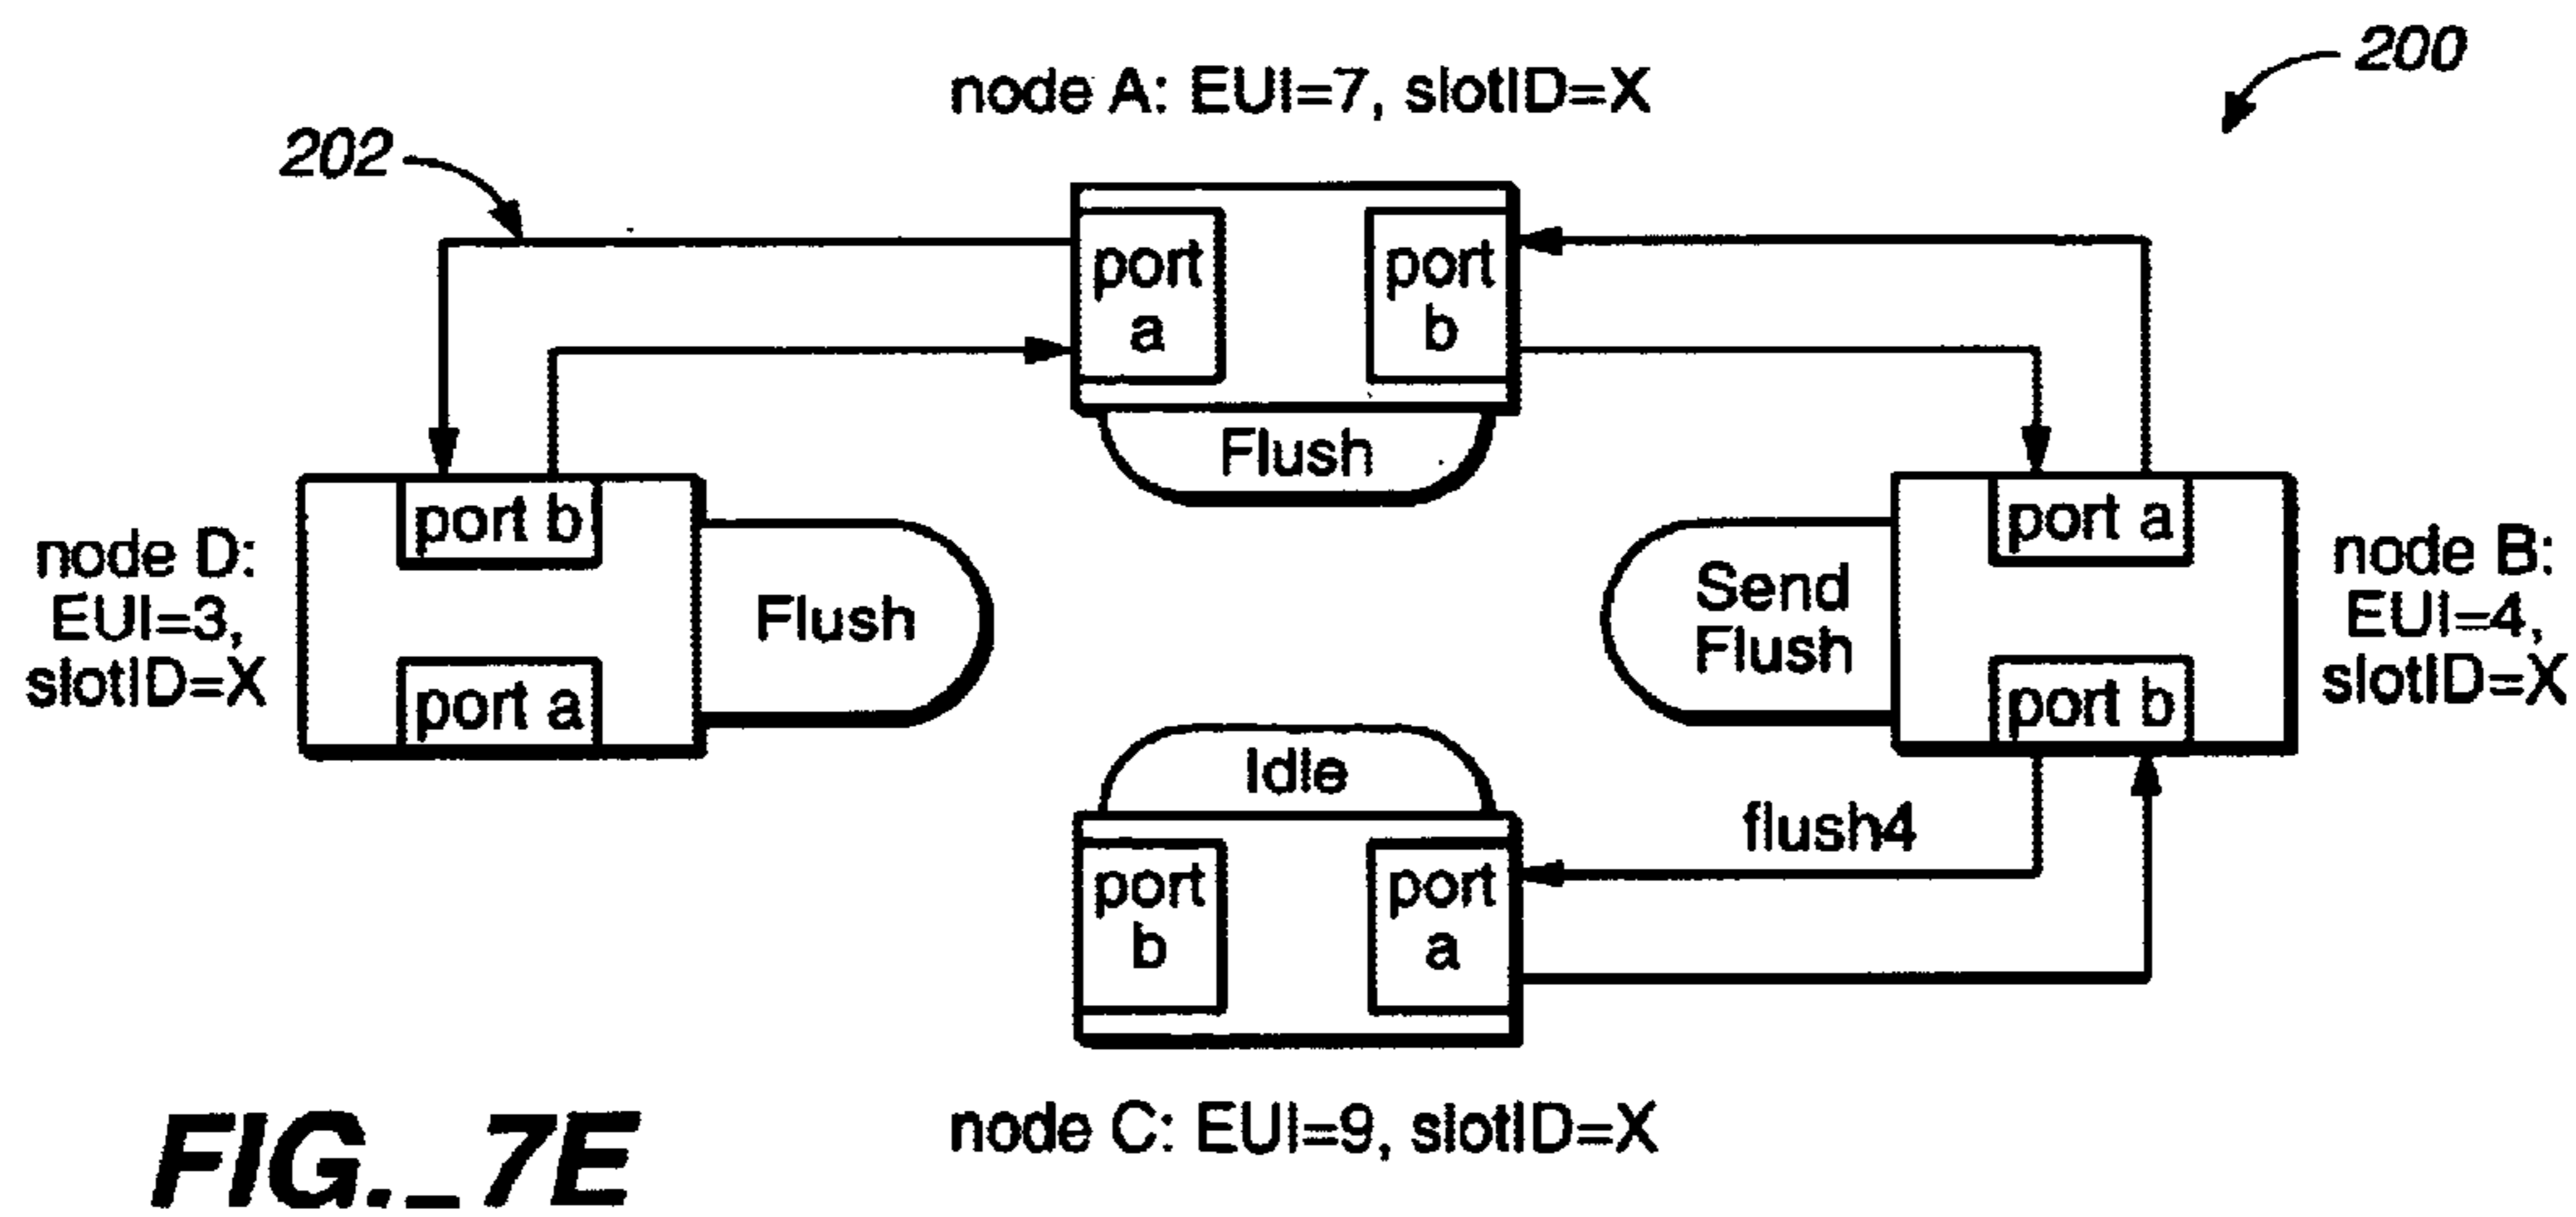 200
node A: EUI=7, slotID=X
202
port
a
port
b
Flush
node D:
EUI=3,
slotID=X
port b
port a
Flush
Send
Flush
port a
port b
node B:
EUI=4,
slotID=X
Idle
flush4
port
b
port
a
node C: EUI=9, slotID=X
FIG._7E